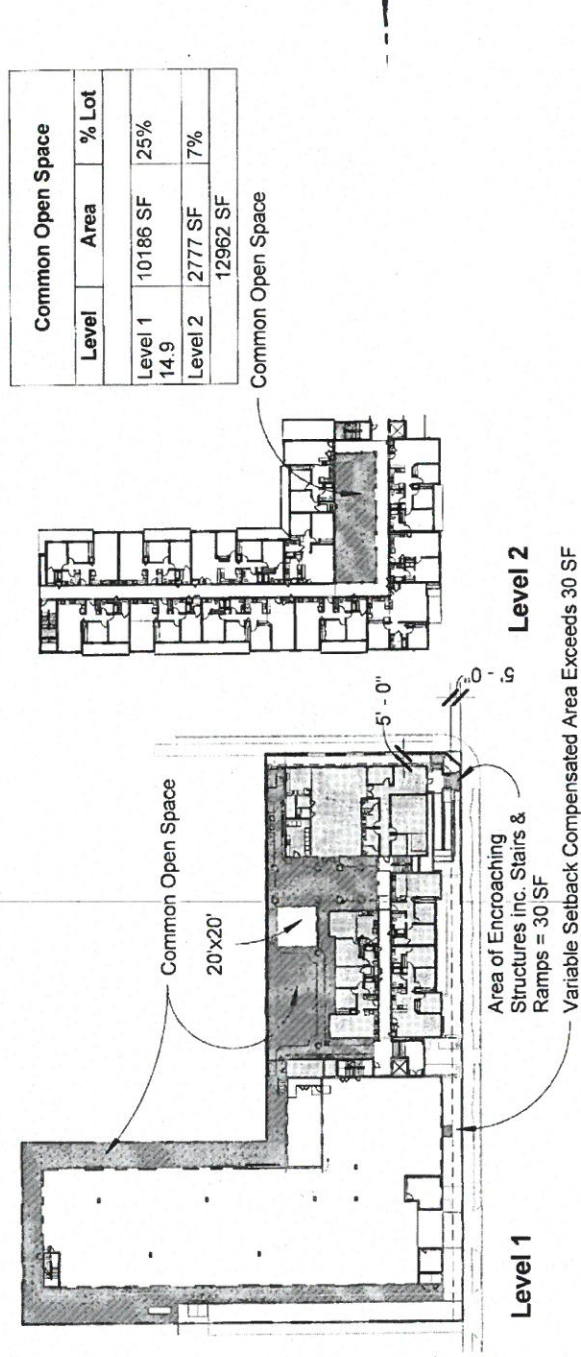 Common Open Space
Level Area % Lot
Level 1 10186 SF 25%
14.9
Level 2 2777 SF 7%
12962 SF
Common Open Space
Common Open Space
20'x20'
5' - 0"
5' - 0"
Level 2
Area of Encroaching
Structures inc. Stairs &
Ramps = 30 SF
Variable Setback Compensated Area Exceeds 30 SF
Level 1